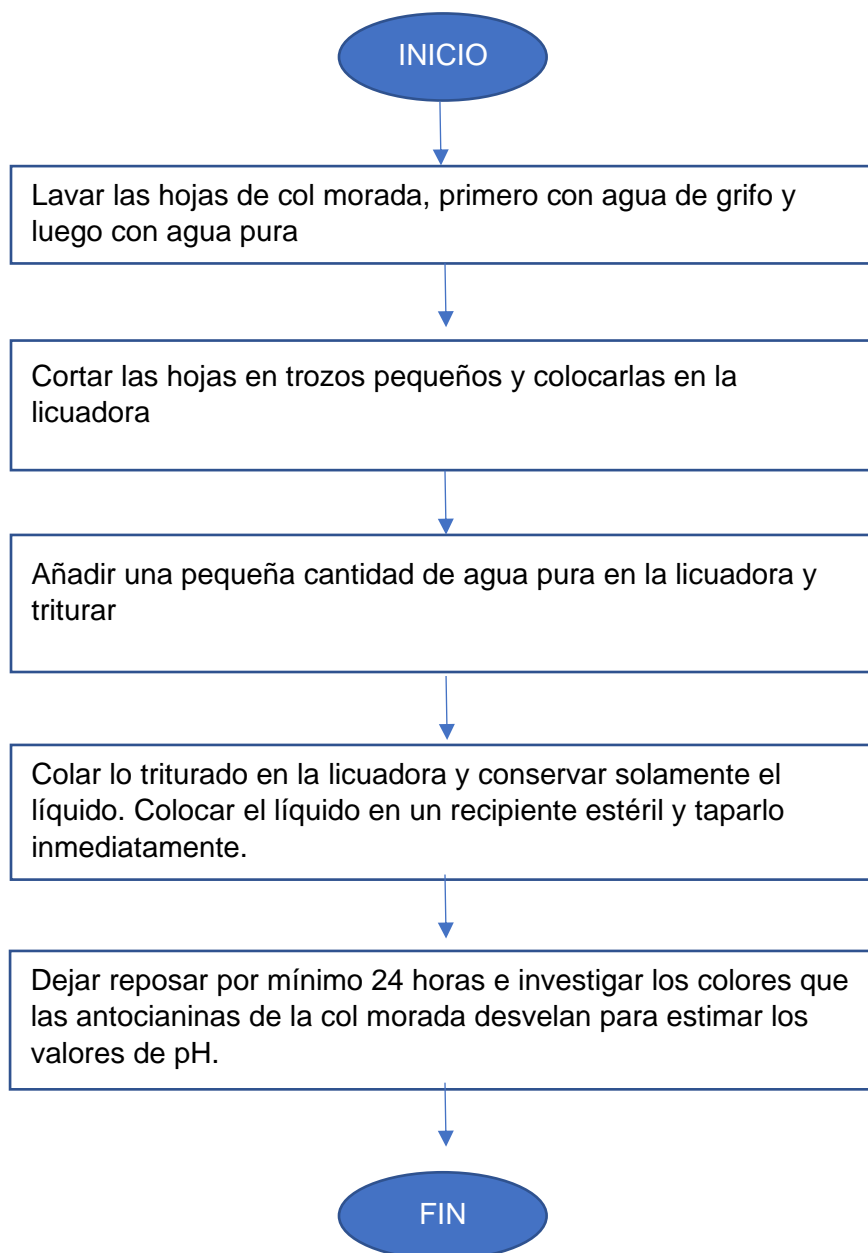 INICIO
Lavar las hojas de col morada, primero con agua de grifo y
luego con agua pura
Cortar las hojas en trozos pequeños y colocarlas en la
licuadora
Añadir una pequeña cantidad de agua pura en la licuadora y
triturar
Colar lo triturado en la licuadora y conservar solamente el
líquido. Colocar el líquido en un recipiente estéril y taparlo
inmediatamente.
Dejar reposar por mínimo 24 horas e investigar los colores que
las antocianinas de la col morada desvelan para estimar los
valores de pH.
FIN